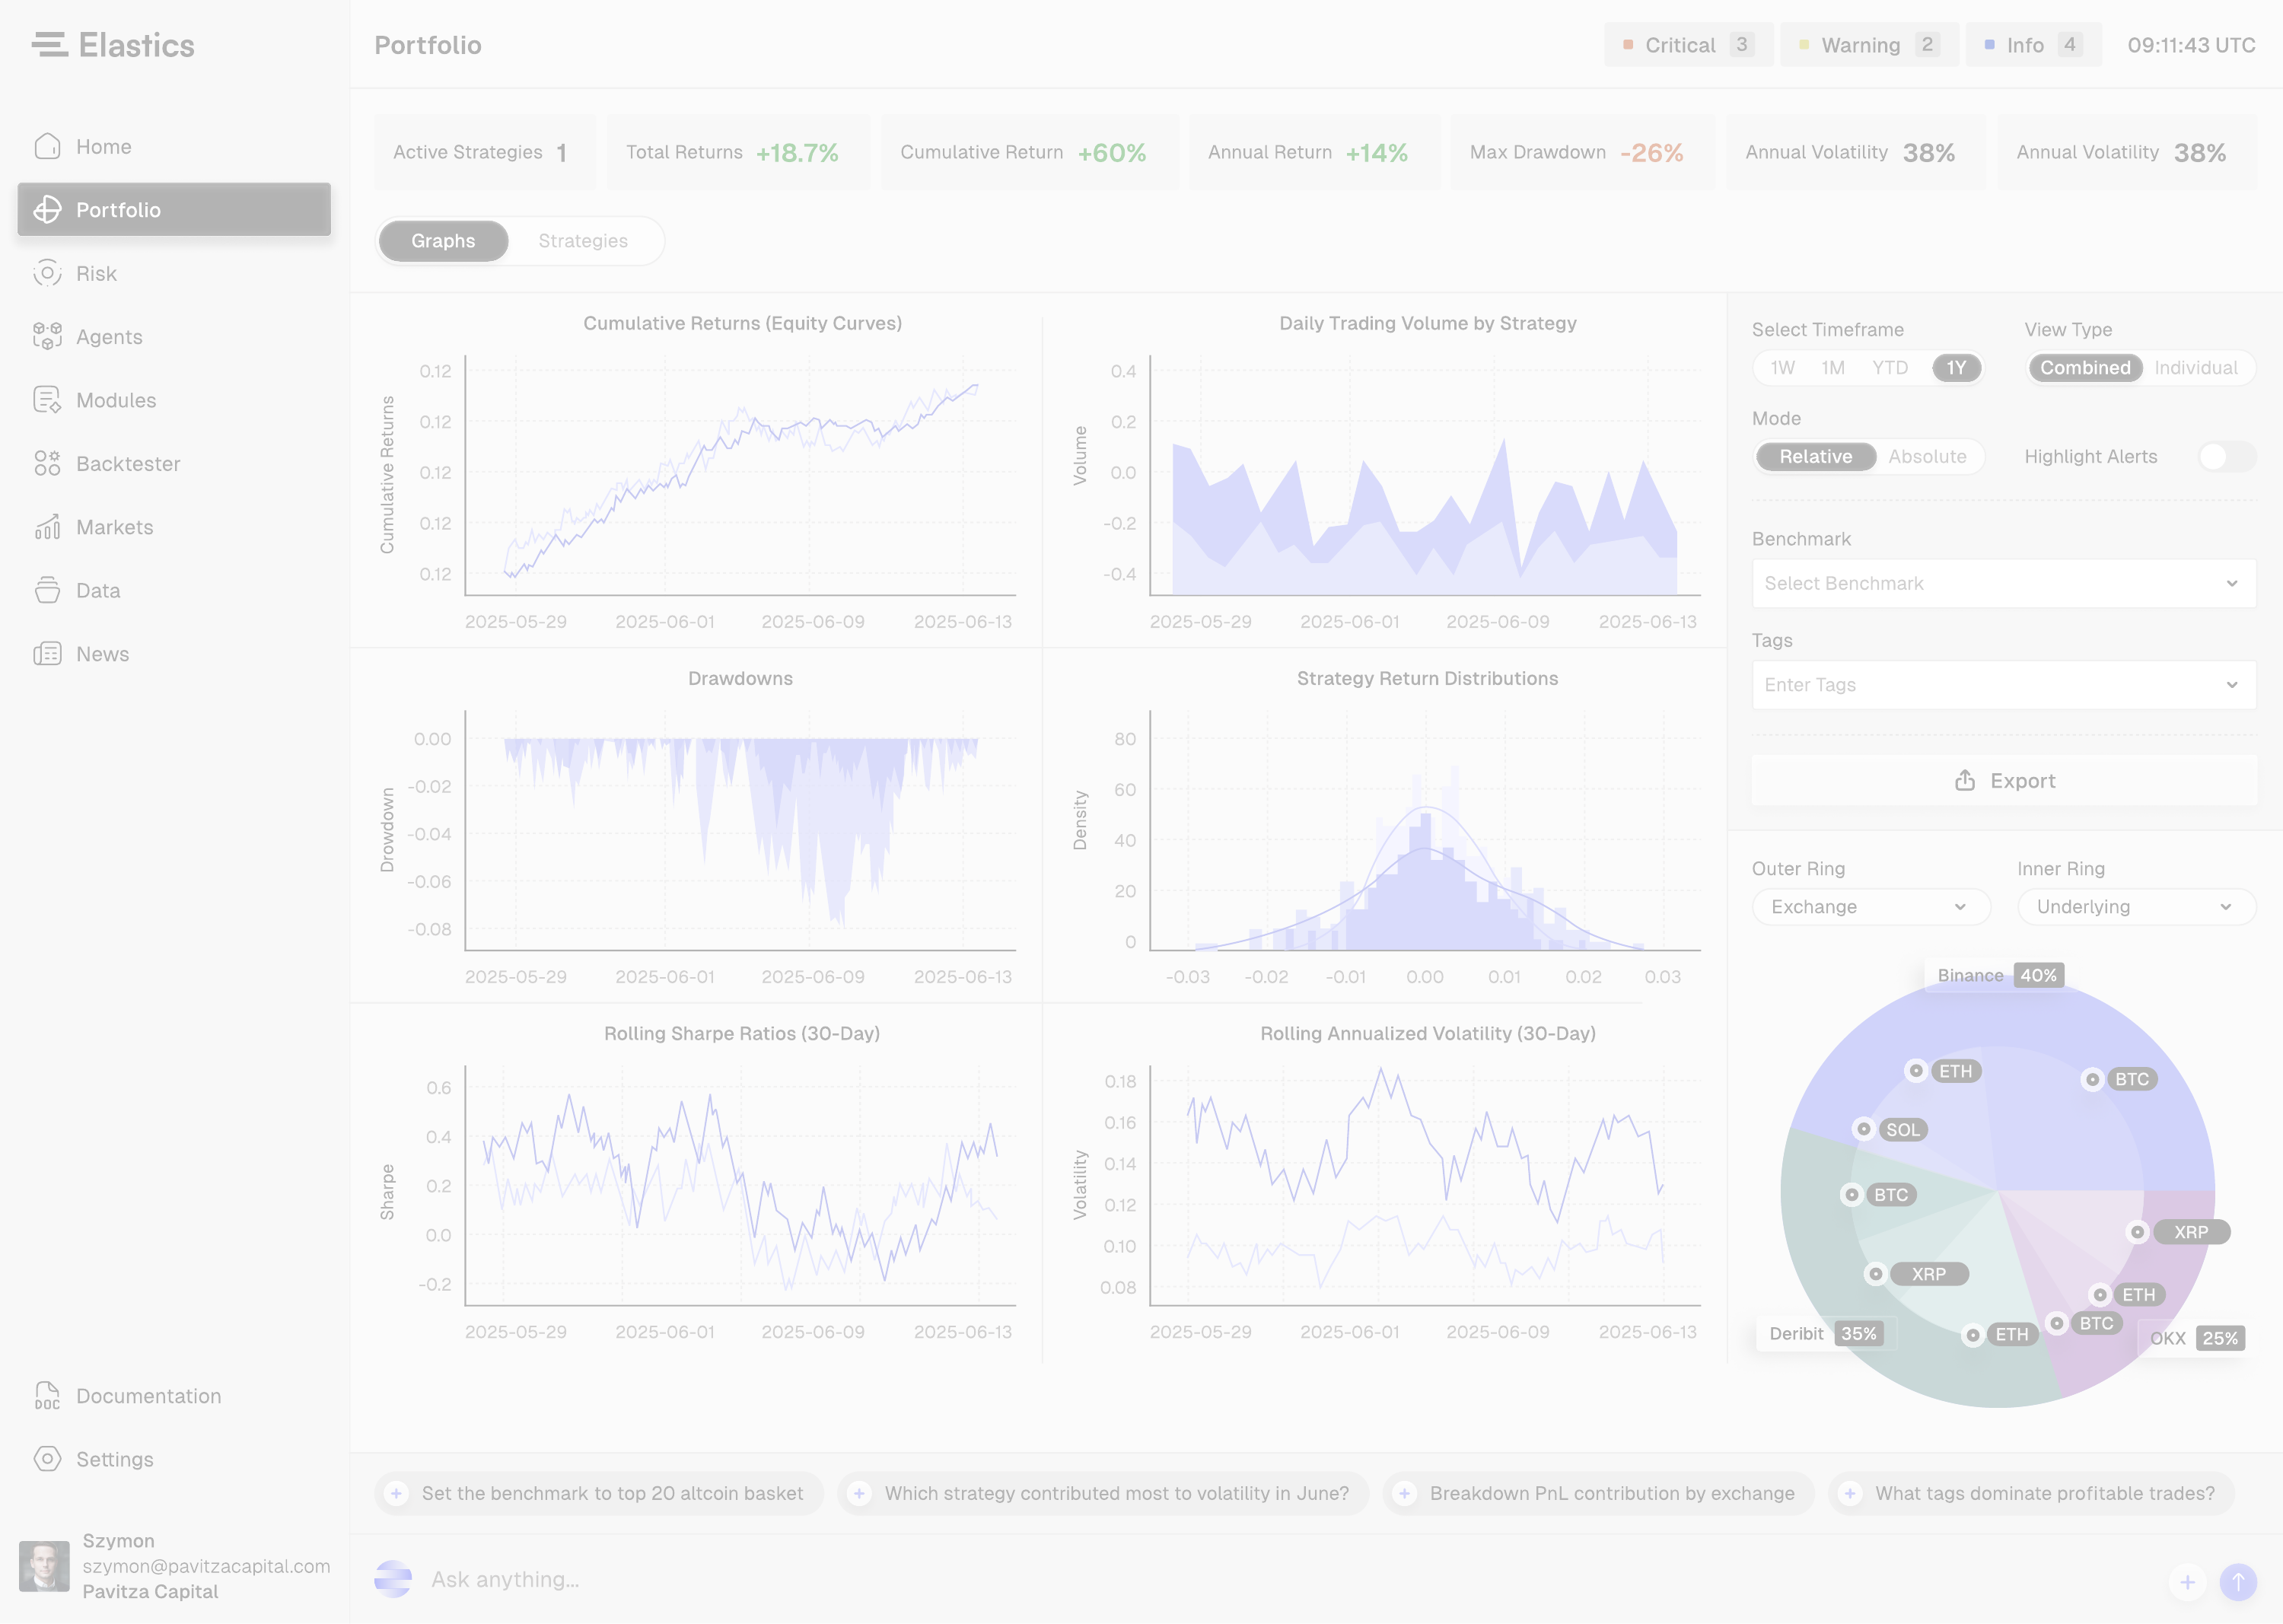 Elastics
Portfolio
Critical 3
Warning 2
Info 4
09:11:43 UTC
Home
Portfolio
Risk
Agents
Modules
Backtester
Markets
Data
News
DOC Documentation
Settings
Szymon
szymon@pavitzacapital.com
Pavitza Capital
Active Strategies 1
Total Returns +18.7%
Cumulative Return +60%
Annual Return +14%
Max Drawdown -26%
Annual Volatility 38%
Annual Volatility 38%
Graphs
Strategies
Cumulative Returns (Equity Curves)
Cumulative Returns
0.12
0.12
0.12
0.12
0.12
2025-05-29 2025-06-01 2025-06-09 2025-06-13
Daily Trading Volume by Strategy
Volume
0.4
0.2
0.0
-0.2
-0.4
2025-05-29 2025-06-01 2025-06-09 2025-06-13
Drawdowns
Drowdown
0.00
-0.02
-0.04
-0.06
-0.08
2025-05-29 2025-06-01 2025-06-09 2025-06-13
Strategy Return Distributions
Density
80
60
40
20
0
-0.03 -0.02 -0.01 0.00 0.01 0.02 0.03
Rolling Sharpe Ratios (30-Day)
Sharpe
0.6
0.4
0.2
0.0
-0.2
2025-05-29 2025-06-01 2025-06-09 2025-06-13
Rolling Annualized Volatility (30-Day)
Volatility
0.18
0.16
0.14
0.12
0.10
0.08
2025-05-29 2025-06-01 2025-06-09 2025-06-13
Select Timeframe
1W 1M YTD 1Y
View Type
Combined Individual
Mode
Relative Absolute
Highlight Alerts
Benchmark
Select Benchmark
Tags
Enter Tags
Export
Outer Ring
Exchange
Inner Ring
Underlying
Binance 40%
ETH
BTC
SOL
BTC
XRP
XRP
ETH
BTC
ETH
Deribit 35%
OKX 25%
Set the benchmark to top 20 altcoin basket
Which strategy contributed most to volatility in June?
Breakdown PnL contribution by exchange
What tags dominate profitable trades?
Ask anything...